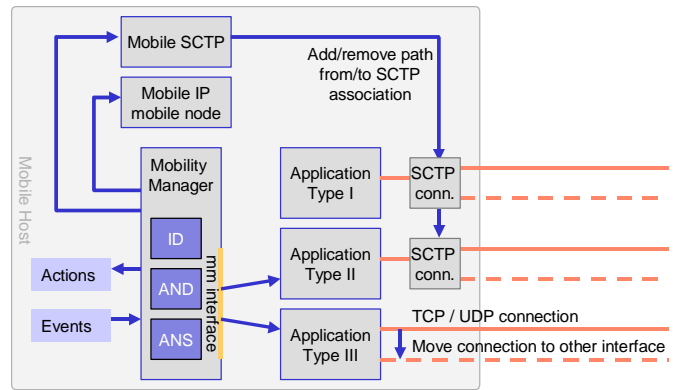 Mobile SCTP
Add/remove path
from/to SCTP
association
Mobile IP
mobile node
Mobile Host
Mobility
Manager
Application
Type I
SCTP
conn.
ID
AND
ANS
mm interface
Actions
Events
Application
Type II
SCTP
conn.
Application
Type III
TCP / UDP connection
Move connection to other interface